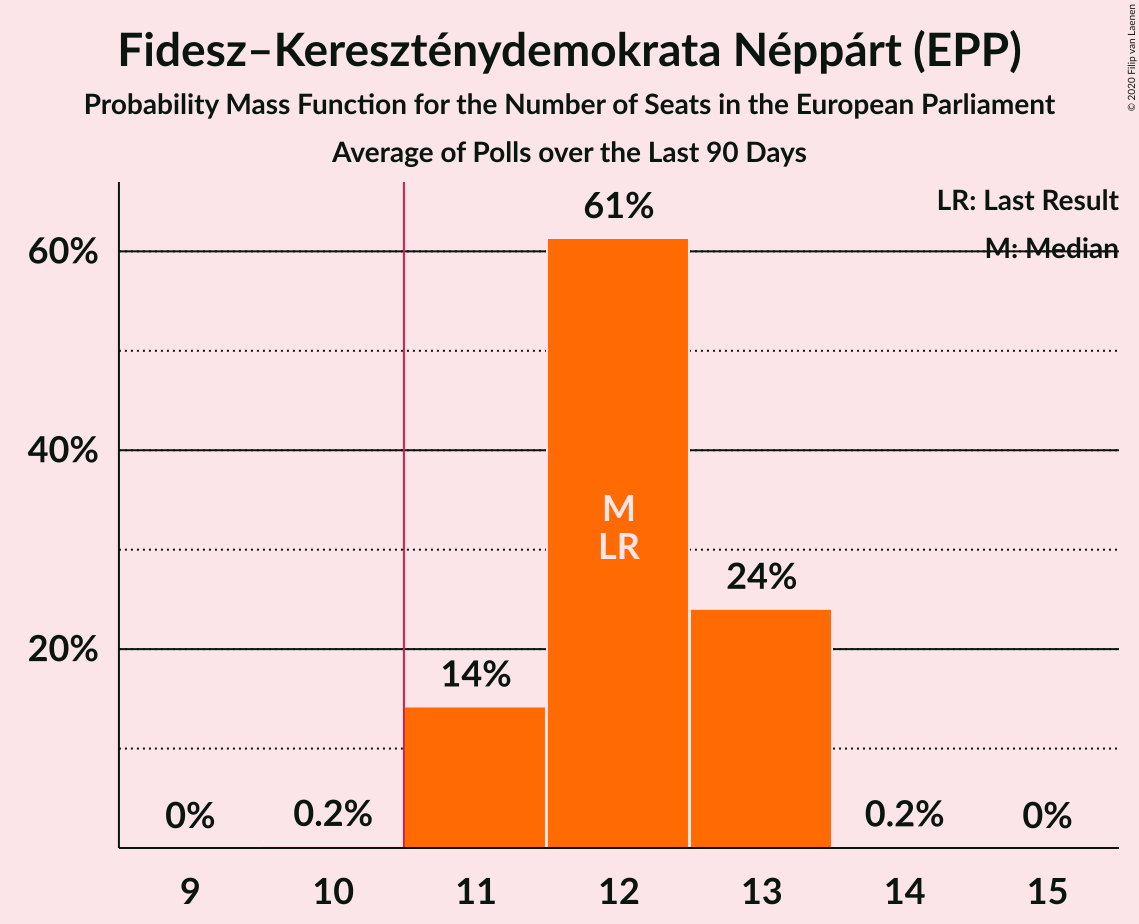 Fidesz–Kereszténydemokrata Néppárt (EPP)
Probability Mass Function for the Number of Seats in the European Parliament
Average of Polls over the Last 90 Days
© 2020 Filip van Laenen
LR: Last Result
M: Median
61%
60%
40%
M
LR
24%
20%
14%
0%
0.2%
0.2%
0%
9
10
11
12
13
14
15